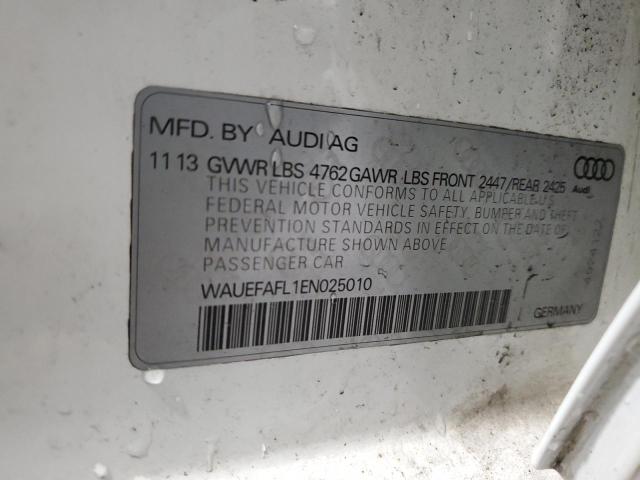 MFD. BY AUDI AG
11 13 GVWR LBS 4762 GAWR LBS FRONT 2447/REAR 2425
Audi
THIS VEHICLE CONFORMS TO ALL APPLICABLE U.S
FEDERAL MOTOR VEHICLE SAFETY, BUMPER AND THEFT
PREVENTION STANDARDS IN EFFECT ON THE DATE OF
MANUFACTURE SHOWN ABOVE
PASSENGER CAR
WAUEFAFL1EN025010
GERMANY